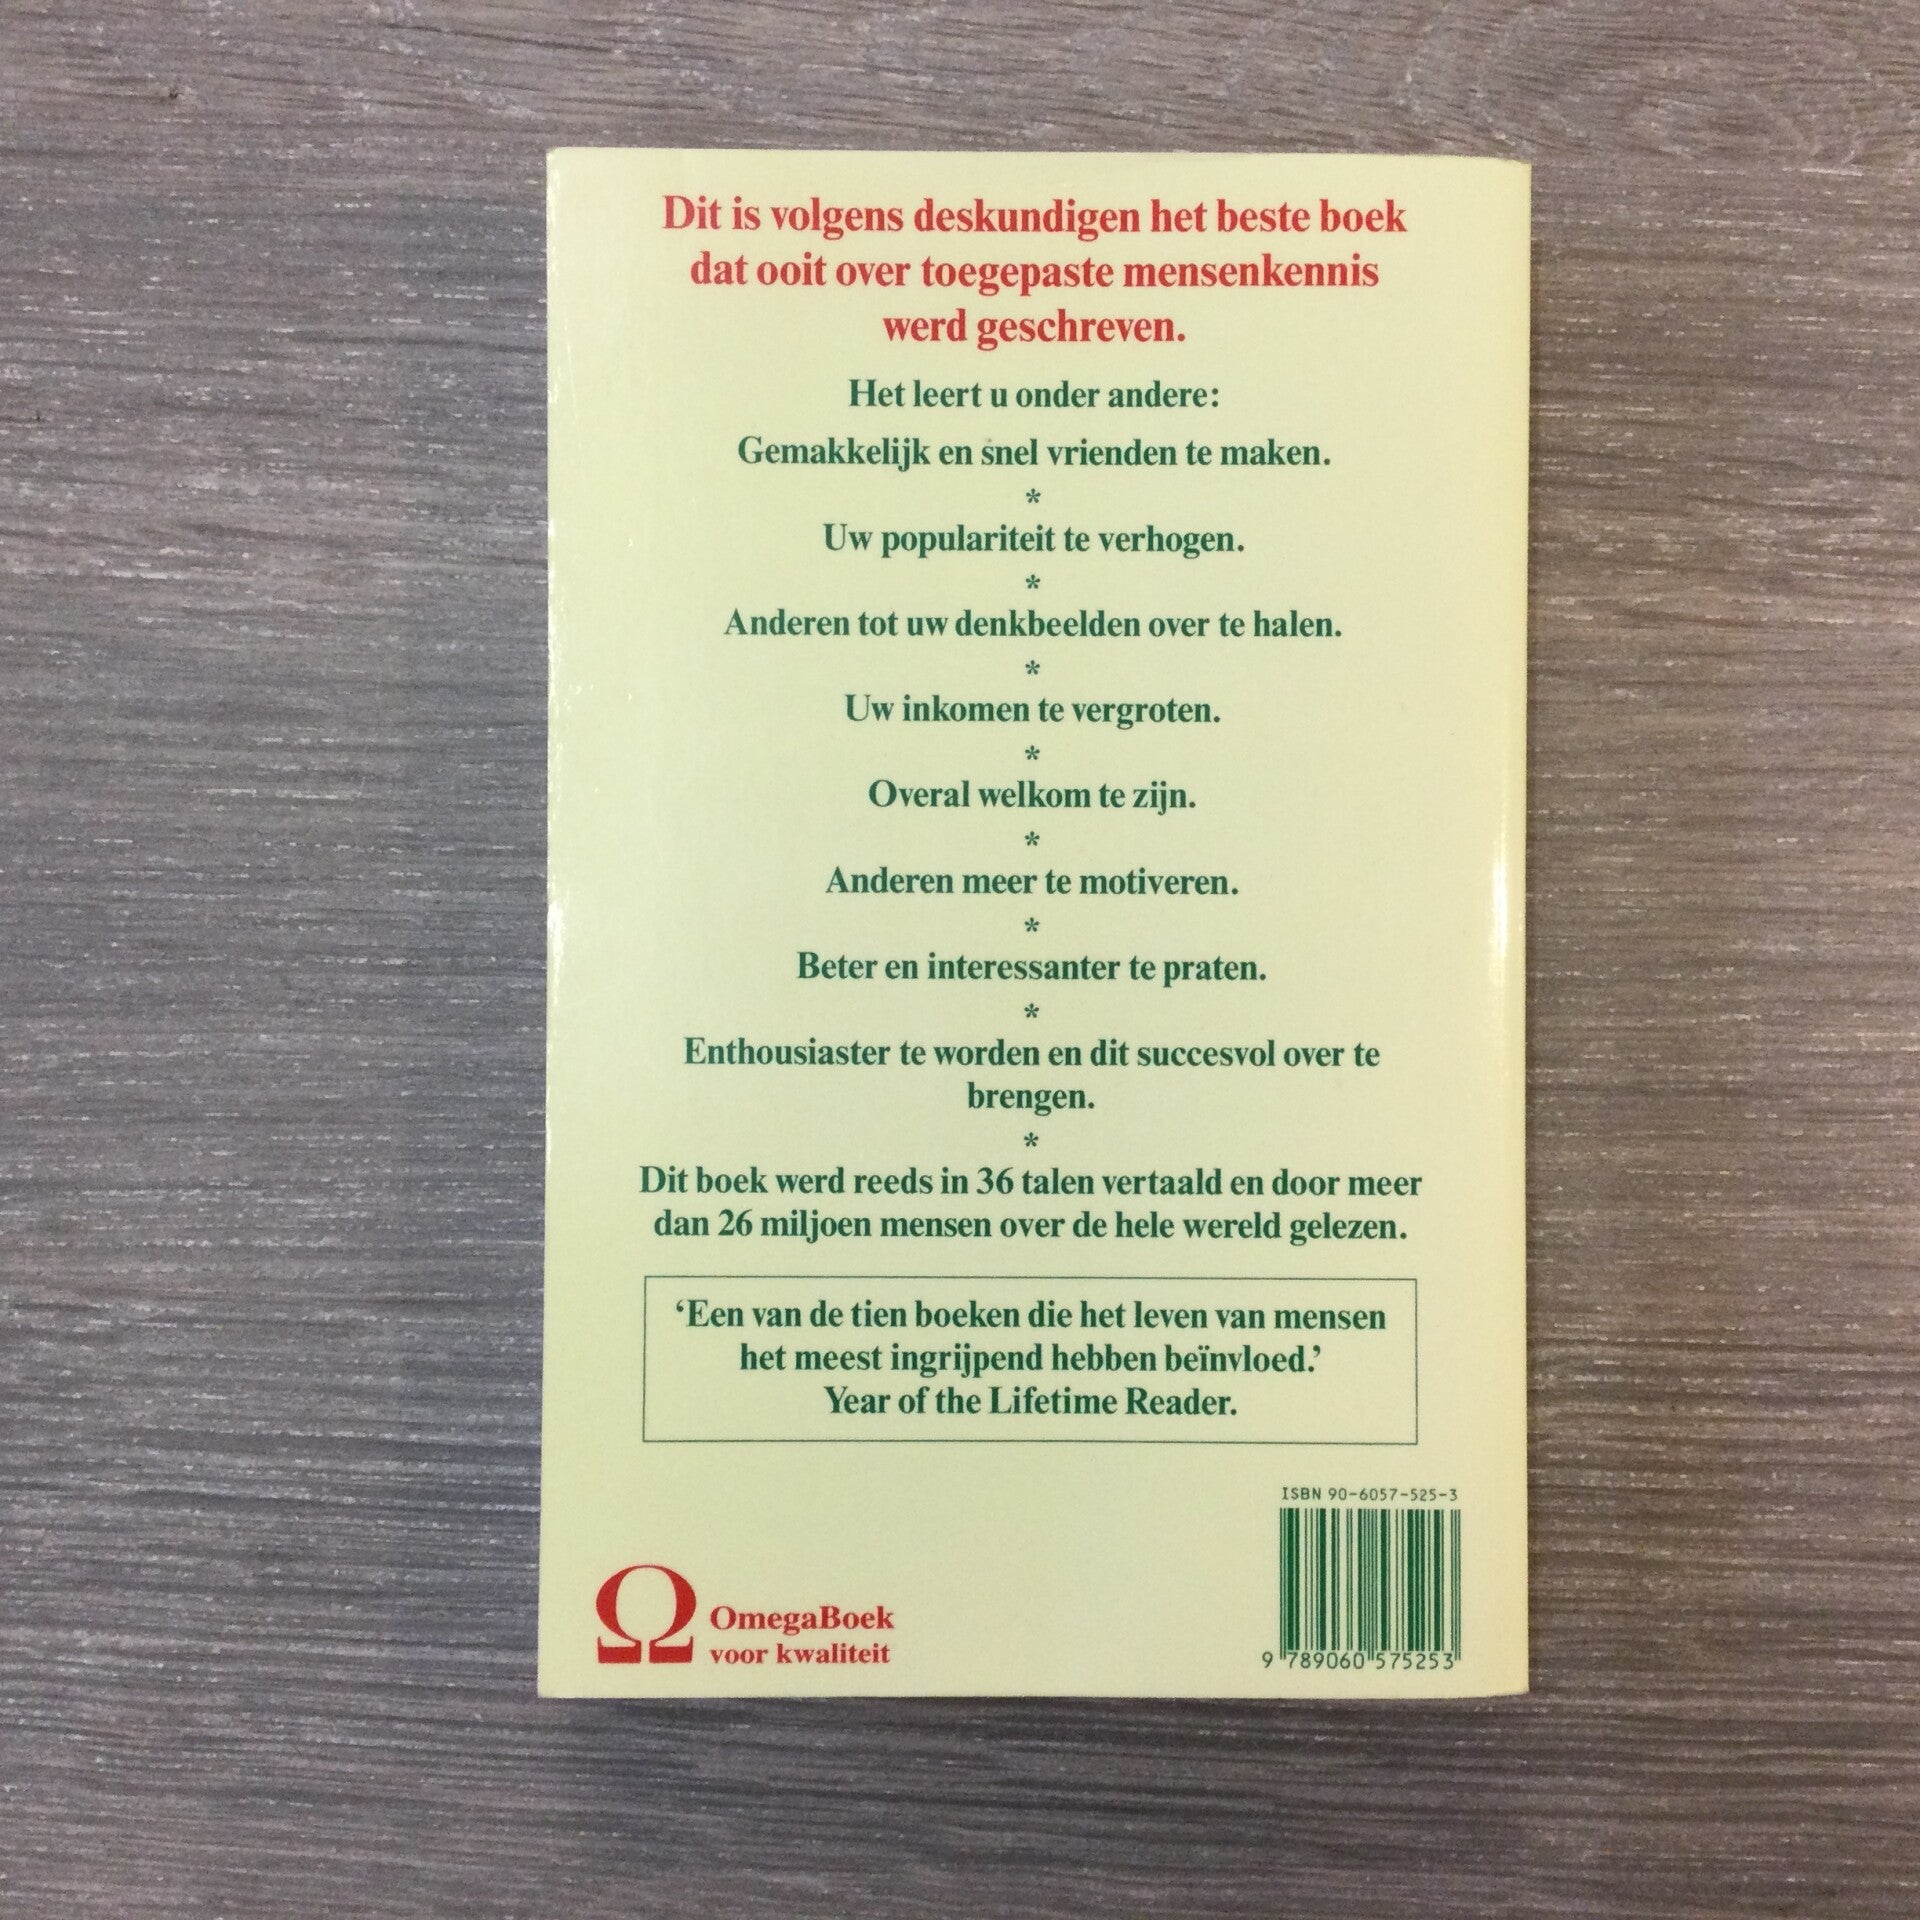 Dit is volgens deskundigen het beste boek
dat ooit over toegepaste mensenkennis
werd geschreven.
Het leert u onder andere:
Gemakkelijk en snel vrienden te maken.
*
Uw populariteit te verhogen.
*
Anderen tot uw denkbeelden over te halen.
*
Uw inkomen te vergroten.
*
Overal welkom te zijn.
*
Anderen meer te motiveren.
*
Beter en interessanter te praten.
*
Enthousiaster te worden en dit succesvol over te
brengen.
*
Dit boek werd reeds in 36 talen vertaald en door meer
dan 26 miljoen mensen over de hele wereld gelezen.
‘Een van de tien boeken die het leven van mensen
het meest ingrijpend hebben beïnvloed.’
Year of the Lifetime Reader.
ISBN 90-6057-525-3
9 789060 575253
Ω OmegaBoek
voor kwaliteit